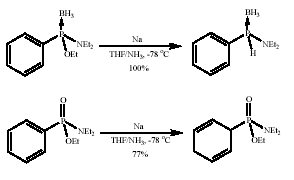 BH3 BH3
P NEt2 Na P NEt2
OEt THF/NH3, -78 °C H
100%
O O
P NEt2 Na P NEt2
OEt THF/NH3, -78 °C OEt
77%